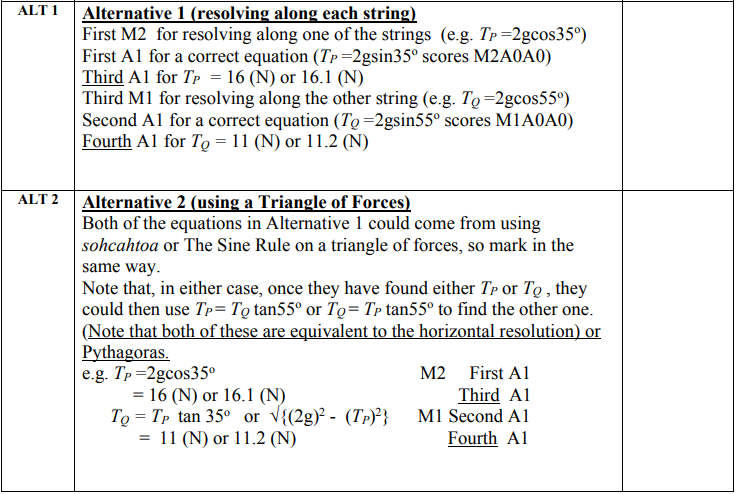 ALT 1
Alternative 1 (resolving along each string)
First M2 for resolving along one of the strings (e.g. TP =2gcos35º)
First A1 for a correct equation (TP =2gsin35º scores M2A0A0)
Third A1 for TP = 16 (N) or 16.1 (N)
Third M1 for resolving along the other string (e.g. TQ =2gcos55º)
Second A1 for a correct equation (TQ =2gsin55º scores M1A0A0)
Fourth A1 for TQ = 11 (N) or 11.2 (N)
ALT 2
Alternative 2 (using a Triangle of Forces)
Both of the equations in Alternative 1 could come from using
sohcahtoa or The Sine Rule on a triangle of forces, so mark in the
same way.
Note that, in either case, once they have found either TP or TQ , they
could then use TP= TQ tan55º or TQ= TP tan55º to find the other one.
(Note that both of these are equivalent to the horizontal resolution) or
Pythagoras.
e.g. TP =2gcos35º M2 First A1
= 16 (N) or 16.1 (N) Third A1
TQ = TP tan 35º or √{(2g)² - (TP)²} M1 Second A1
= 11 (N) or 11.2 (N) Fourth A1